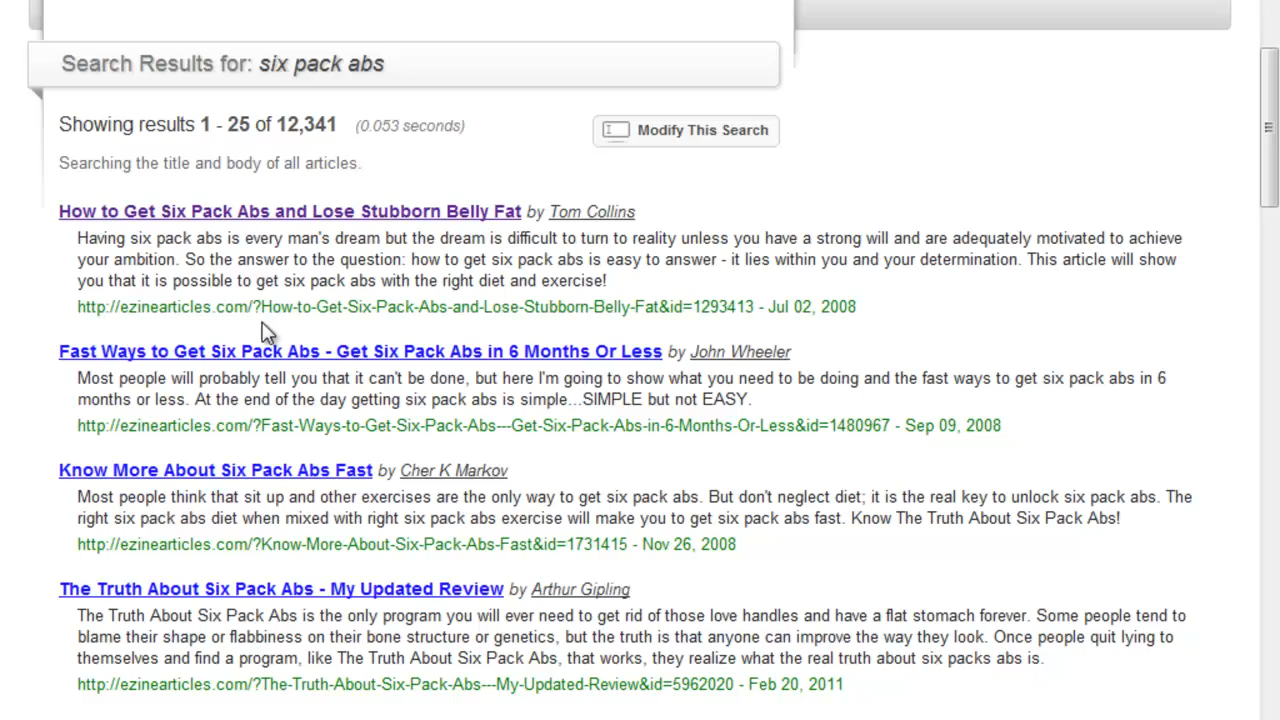 Search Results for: six pack abs
Showing results 1 - 25 of 12,341 (0.053 seconds)
Modify This Search
Searching the title and body of all articles.
How to Get Six Pack Abs and Lose Stubborn Belly Fat by Tom Collins
Having six pack abs is every man's dream but the dream is difficult to turn to reality unless you have a strong will and are adequately motivated to achieve
your ambition. So the answer to the question: how to get six pack abs is easy to answer - it lies within you and your determination. This article will show
you that it is possible to get six pack abs with the right diet and exercise!
http://ezinearticles.com/?How-to-Get-Six-Pack-Abs-and-Lose-Stubborn-Belly-Fat&id=1293413 - Jul 02, 2008
Fast Ways to Get Six Pack Abs - Get Six Pack Abs in 6 Months Or Less by John Wheeler
Most people will probably tell you that it can't be done, but here I'm going to show what you need to be doing and the fast ways to get six pack abs in 6
months or less. At the end of the day getting six pack abs is simple...SIMPLE but not EASY.
http://ezinearticles.com/?Fast-Ways-to-Get-Six-Pack-Abs---Get-Six-Pack-Abs-in-6-Months-Or-Less&id=1480967 - Sep 09, 2008
Know More About Six Pack Abs Fast by Cher K Markov
Most people think that sit up and other exercises are the only way to get six pack abs. But don't neglect diet; it is the real key to unlock six pack abs. The
right six pack abs diet when mixed with right six pack abs exercise will make you to get six pack abs fast. Know The Truth About Six Pack Abs!
http://ezinearticles.com/?Know-More-About-Six-Pack-Abs-Fast&id=1731415 - Nov 26, 2008
The Truth About Six Pack Abs - My Updated Review by Arthur Gipling
The Truth About Six Pack Abs is the only program you will ever need to get rid of those love handles and have a flat stomach forever. Some people tend to
blame their shape or flabbiness on their bone structure or genetics, but the truth is that anyone can improve the way they look. Once people quit lying to
themselves and find a program, like The Truth About Six Pack Abs, that works, they realize what the real truth about six packs abs is.
http://ezinearticles.com/?The-Truth-About-Six-Pack-Abs---My-Updated-Review&id=5962020 - Feb 20, 2011